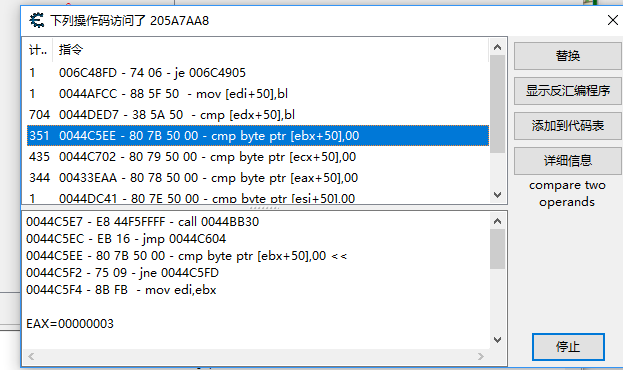 下列操作码访问了 205A7AA8
计.. 指令
1 006C48FD - 74 06 - je 006C4905
1 0044AFCC - 88 5F 50 - mov [edi+50],bl
704 0044DED7 - 38 5A 50 - cmp [edx+50],bl
351 0044C5EE - 80 7B 50 00 - cmp byte ptr [ebx+50],00
435 0044C702 - 80 79 50 00 - cmp byte ptr [ecx+50],00
344 00433EAA - 80 78 50 00 - cmp byte ptr [eax+50],00
1 0044DC41 - 80 7E 50 00 - cmp byte ptr [esi+50],00
替换
显示反汇编程序
添加到代码表
详细信息
compare two
operands
0044C5E7 - E8 44F5FFFF - call 0044BB30
0044C5EC - EB 16 - jmp 0044C604
0044C5EE - 80 7B 50 00 - cmp byte ptr [ebx+50],00 <<
0044C5F2 - 75 09 - jne 0044C5FD
0044C5F4 - 8B FB - mov edi,ebx
EAX=00000003
停止